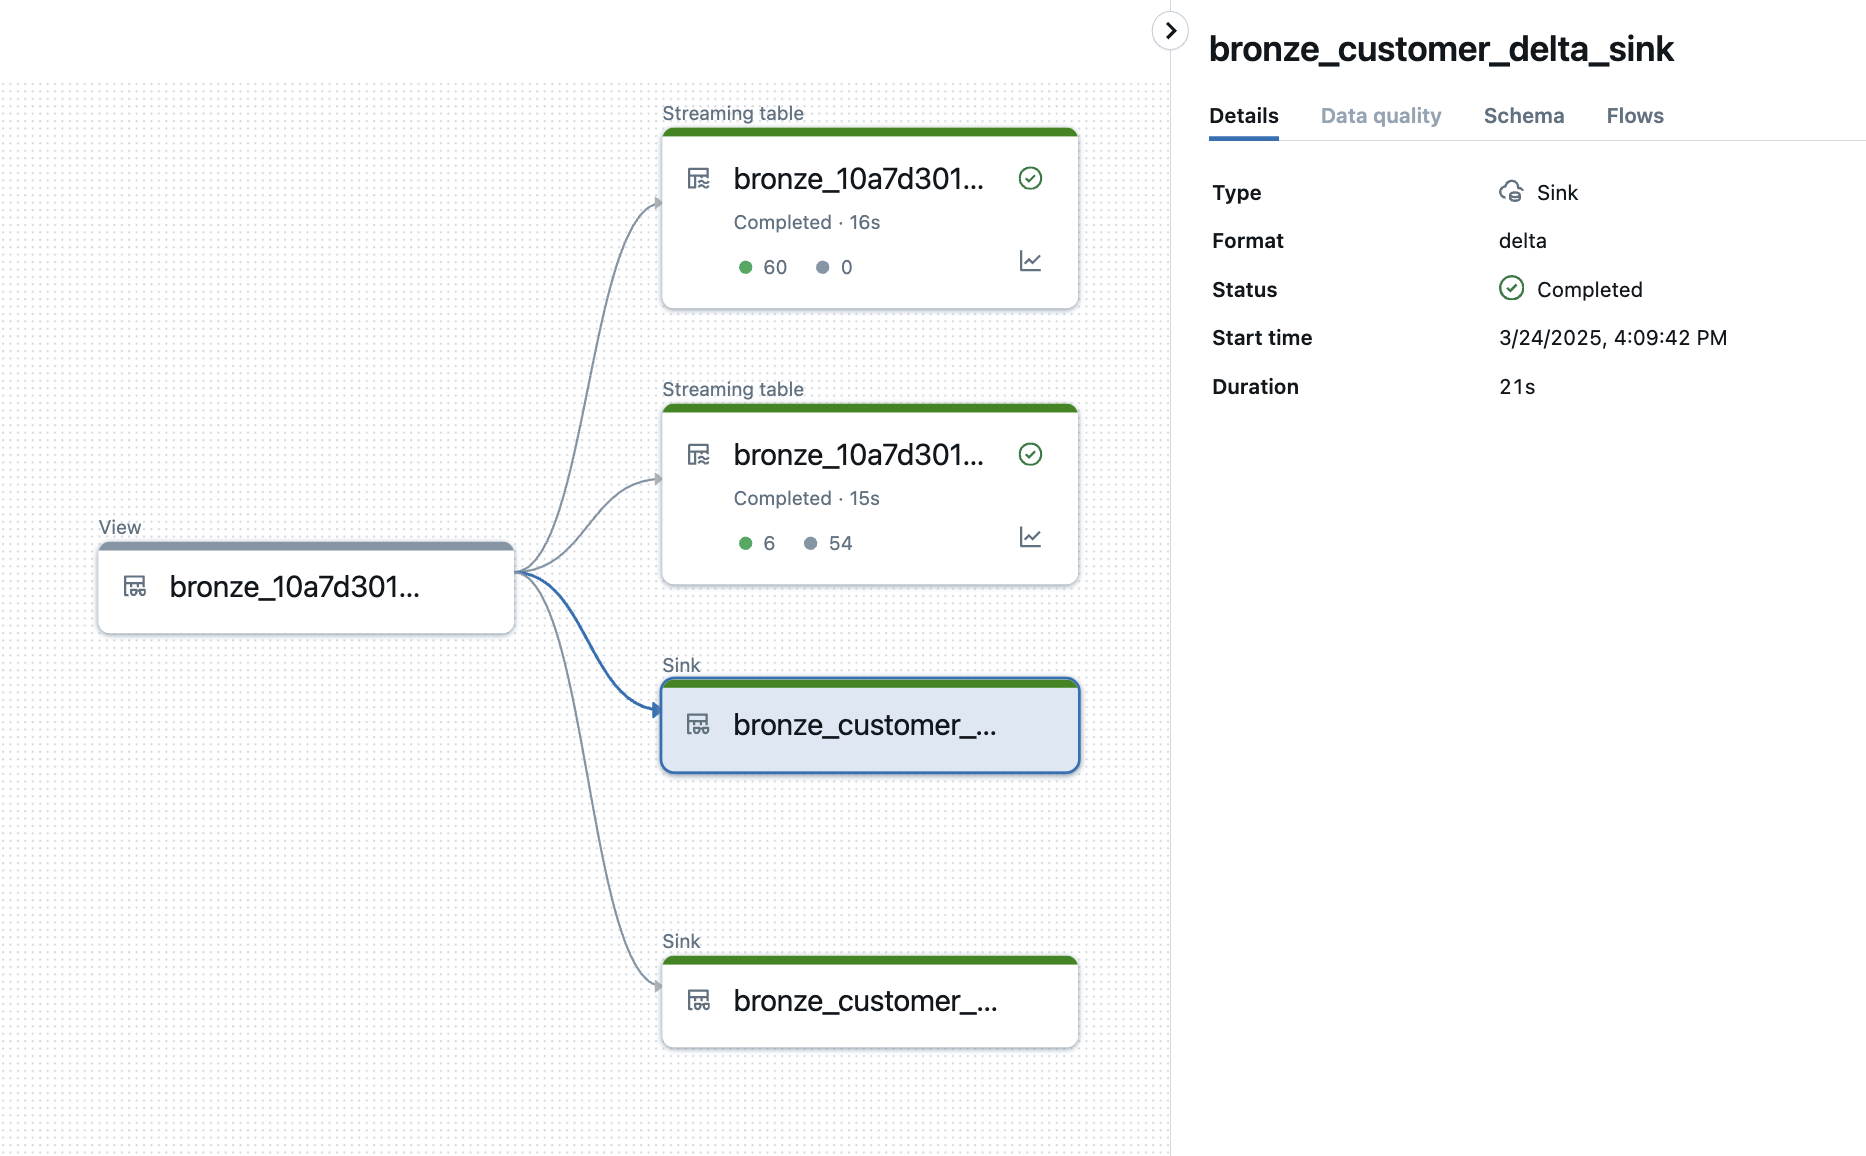 Streaming table
bronze_10a7d301...
Completed · 16s
60 0
Streaming table
bronze_10a7d301...
Completed · 15s
6 54
View
bronze_10a7d301...
Sink
bronze_customer_...
Sink
bronze_customer_...
bronze_customer_delta_sink
Details Data quality Schema Flows
Type Sink
Format delta
Status Completed
Start time 3/24/2025, 4:09:42 PM
Duration 21s